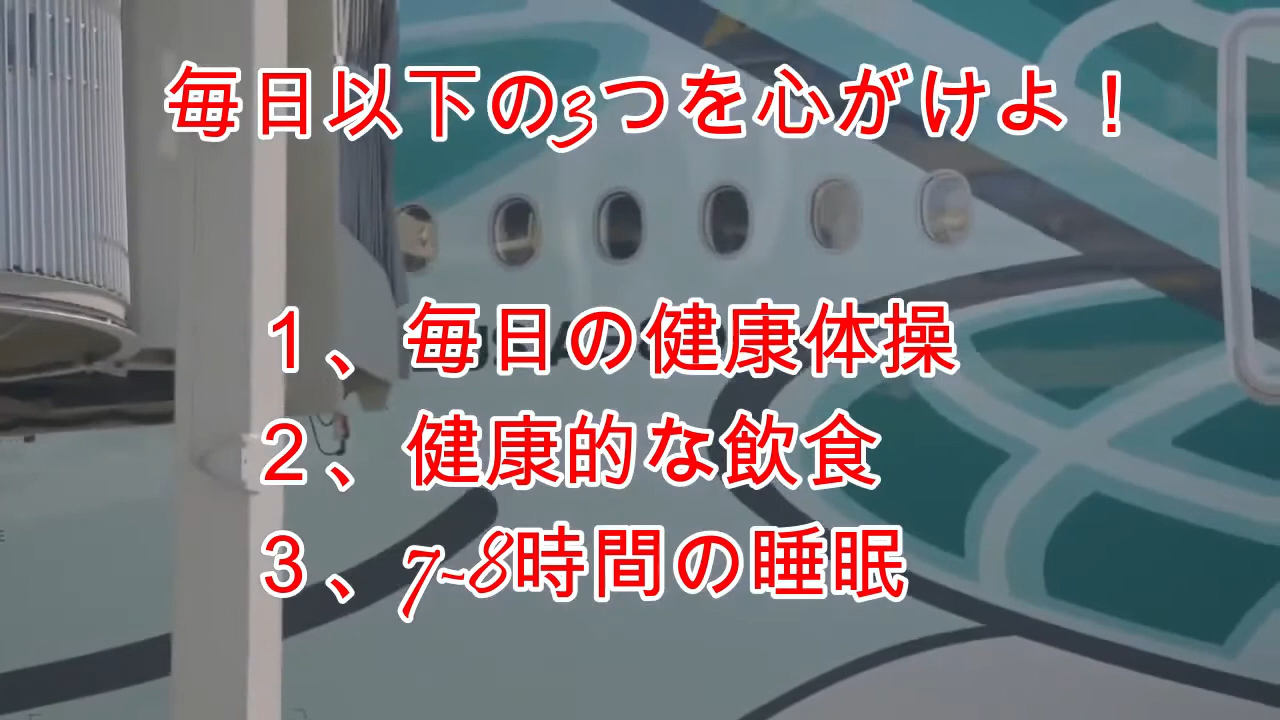 毎日以下の3つを心がけよ！
１、毎日の健康体操
２、健康的な飲食
３、7~8時間の睡眠